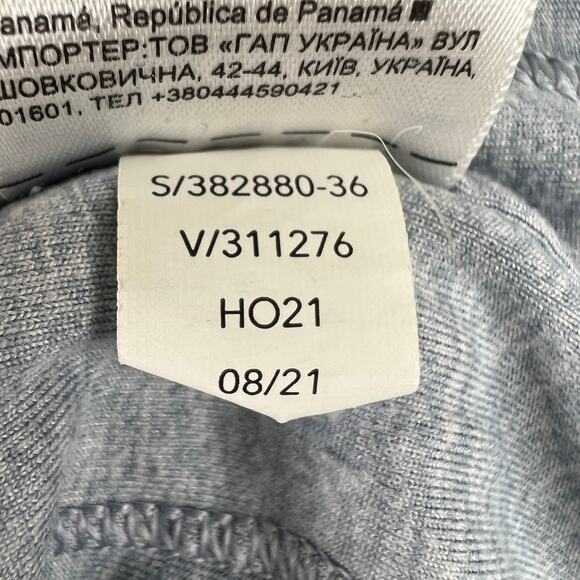 anamá, República de Panamá
МПОРТЕР:ТОВ «ГАП УКРАЇНА» ВУЛ
ШОВКОВИЧНА, 42-44, КИЇВ, УКРАЇНА,
01601, ТЕЛ +380444590421
S/382880-36
V/311276
HO21
08/21